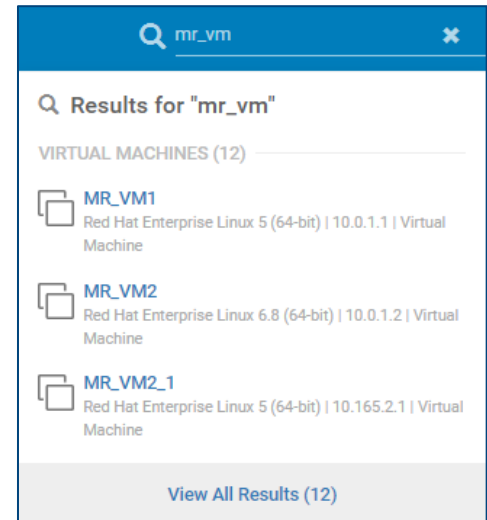 mr_vm
Results for "mr_vm"
VIRTUAL MACHINES (12)
MR_VM1
Red Hat Enterprise Linux 5 (64-bit) | 10.0.1.1 | Virtual
Machine
MR_VM2
Red Hat Enterprise Linux 6.8 (64-bit) | 10.0.1.2 | Virtual
Machine
MR_VM2_1
Red Hat Enterprise Linux 5 (64-bit) | 10.165.2.1 | Virtual
Machine
View All Results (12)